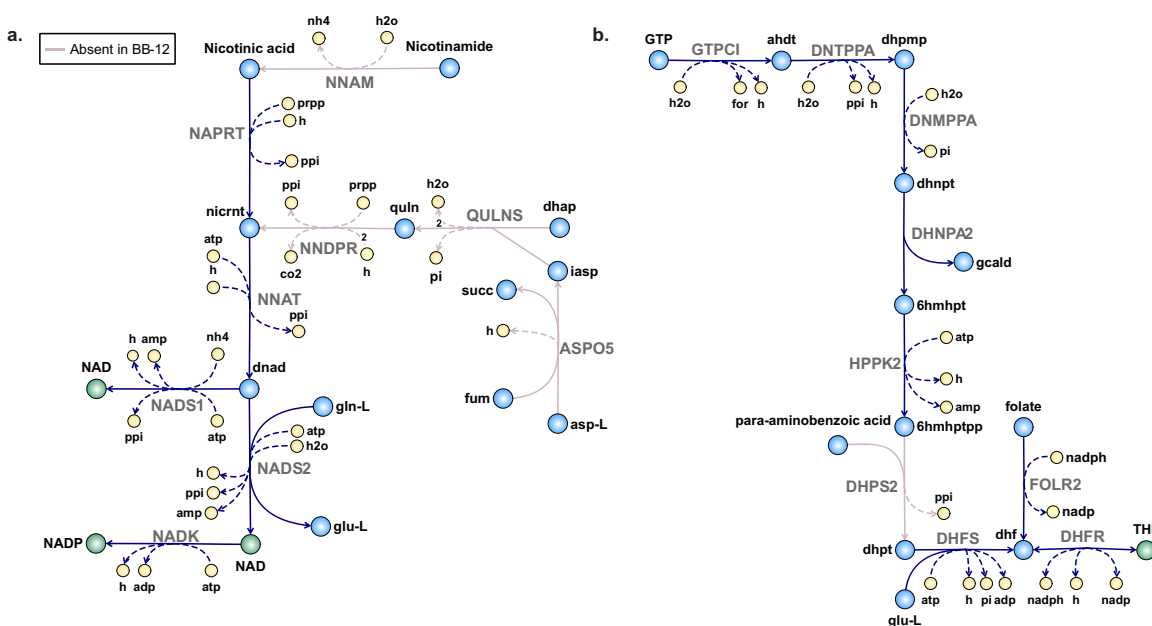 a.
Absent in BB-12
nh4
h2o
Nicotinic acid
Nicotinamide
NNAM
prpp
h
NAPRT
ppi
nicrnt
ppi
prpp
quln
h2o
QULNS
dhap
2
NNDPR
2
co2
h
pi
iasp
atp
h
NNAT
ppi
succ
h
ASPO5
fum
asp-L
h amp
nh4
NAD
dnad
NADS1
ppi
atp
gln-L
atp
h2o
NADS2
h
ppi
amp
glu-L
NADP
NADK
NAD
h
adp
atp
b.
GTP
GTPCI
ahdt
DNTPPA
dhpmp
h2o
for
h
h2o
ppi
h
h2o
DNMPPA
pi
dhnpt
DHNPA2
gcald
6hmhpt
atp
HPPK2
h
amp
para-aminobenzoic acid
6hmhptpp
folate
nadph
DHPS2
FOLR2
ppi
nadp
dhpt
DHFS
dhf
DHFR
atp
h
pi
adp
nadph
h
nadp
glu-L